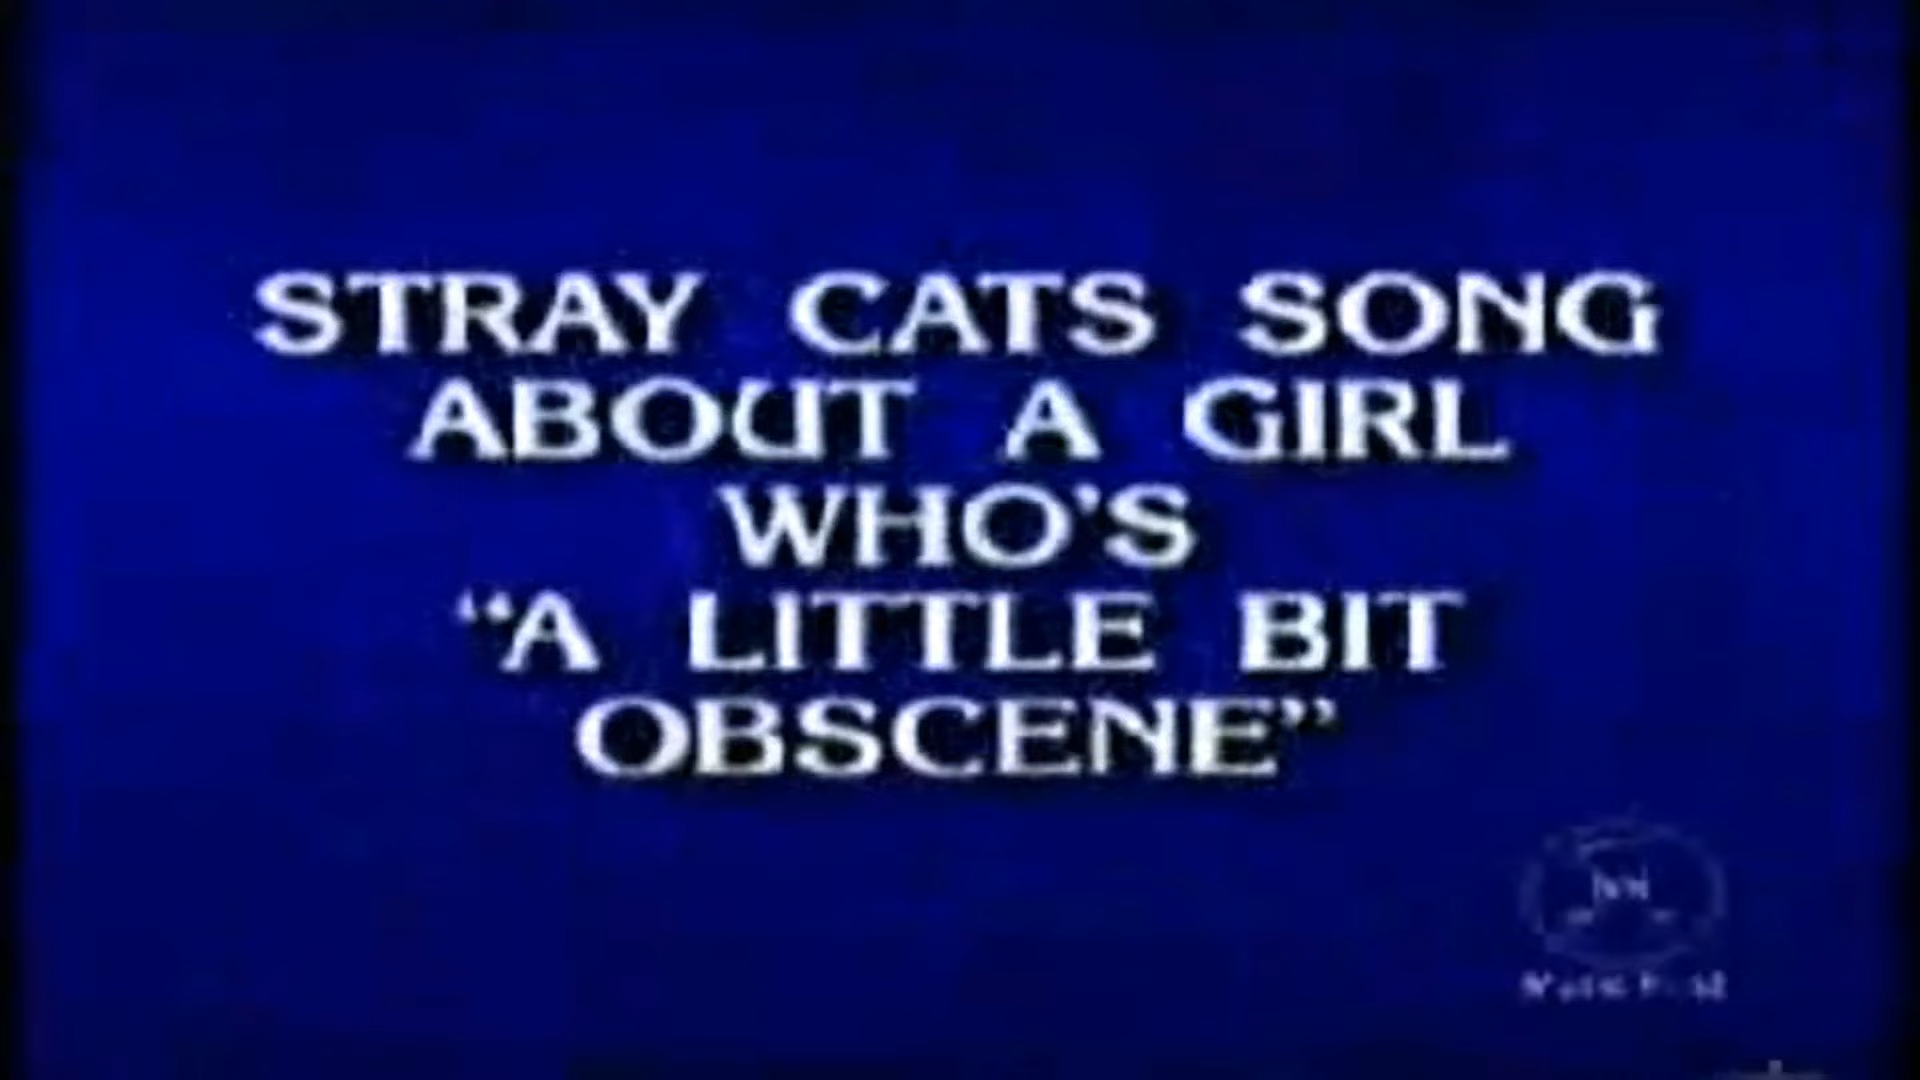 STRAY CATS SONG
ABOUT A GIRL
WHO'S
“A LITTLE BIT
OBSCENE”